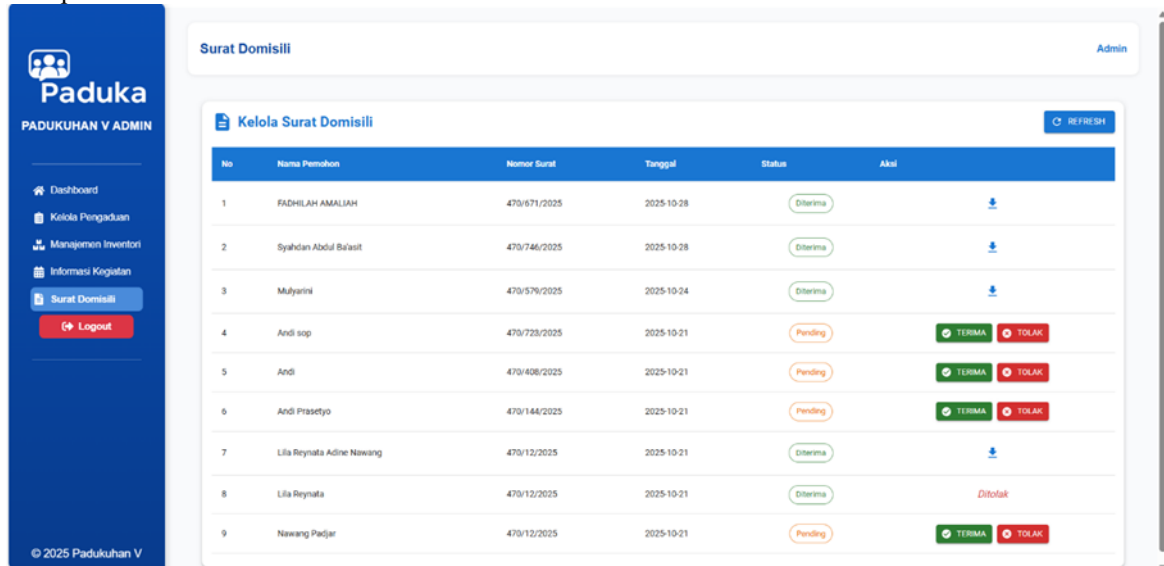 Surat Domisili
Admin
Paduka
PADUKUHAN V ADMIN
Dashboard
Kelola Pengaduan
Manajemen Inventori
Informasi Kegiatan
Surat Domisili
Logout
© 2025 Padukuhan V
Kelola Surat Domisili
REFRESH
No Nama Pemohon Nomor Surat Tanggal Status Aksi
1 FADHILAH AMALIAH 470/671/2025 2025-10-28 Diterima
2 Syahdan Abdul Ba'asit 470/746/2025 2025-10-28 Diterima
3 Mulyarini 470/579/2025 2025-10-24 Diterima
4 Andi sop 470/723/2025 2025-10-21 Pending TERIMA TOLAK
5 Andi 470/408/2025 2025-10-21 Pending TERIMA TOLAK
6 Andi Prasetyo 470/144/2025 2025-10-21 Pending TERIMA TOLAK
7 Lila Reynata Adine Nawang 470/12/2025 2025-10-21 Diterima
8 Lila Reynata 470/12/2025 2025-10-21 Diterima Ditolak
9 Nawang Padjar 470/12/2025 2025-10-21 Pending TERIMA TOLAK